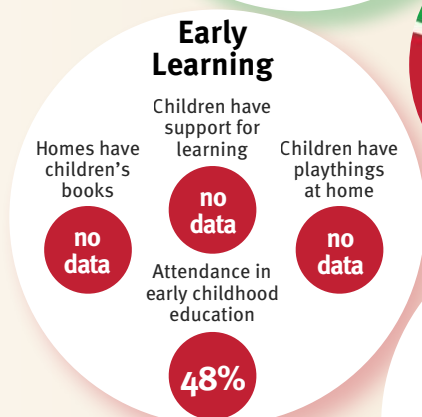 Early
Learning
Children have
support for
learning
no
data
Homes have
children’s
books
no
data
Children have
playthings
at home
no
data
Attendance in
early childhood
education
48%